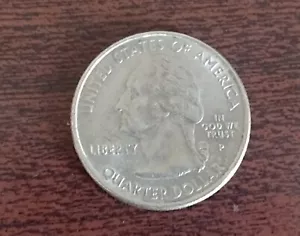 UNITED STATES OF AMERICA
LIBERTY
IN
GOD WE
TRUST
P
QUARTER DOLLAR